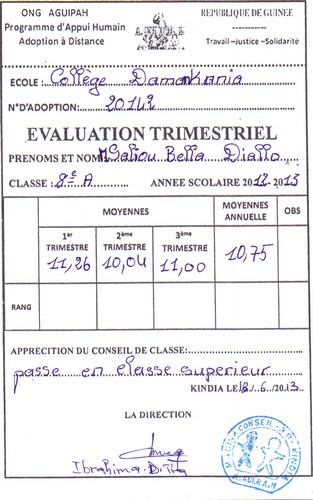 ONG AGUIPAH
REPUBLIQUE DE GUINEE
Programme d'Appui Humain
Adoption à Distance
Travail –Justice –Solidarité
ECOLE : Collège Damakania
N°D'ADOPTION: 20142
EVALUATION TRIMESTRIEL
PRENOMS ET NOM: M Saliou Bella Diallo
CLASSE : 8e A ANNEE SCOLAIRE 2012-2013
MOYENNES
MOYENNES ANNUELLE
OBS
1er TRIMESTRE
2ème TRIMESTRE
3ème TRIMESTRE
11,26 10,04 11,00 10,75
RANG
APPRECITION DU CONSEIL DE CLASSE:
passe en classe superieur
KINDIA LE 18/6/2013
LA DIRECTION
Ibrahima